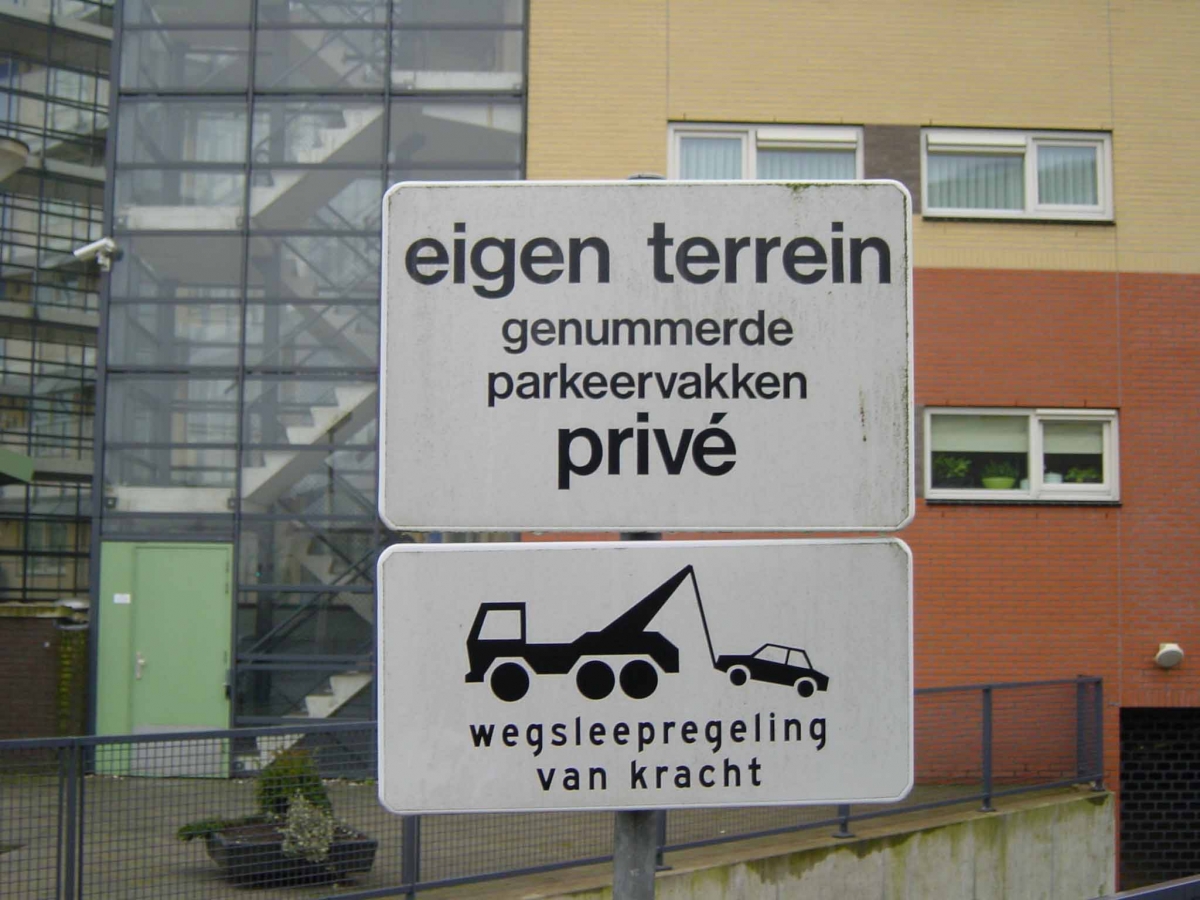 eigen terrein
genummerde
parkeervakken
privé
wegsleepregeling
van kracht